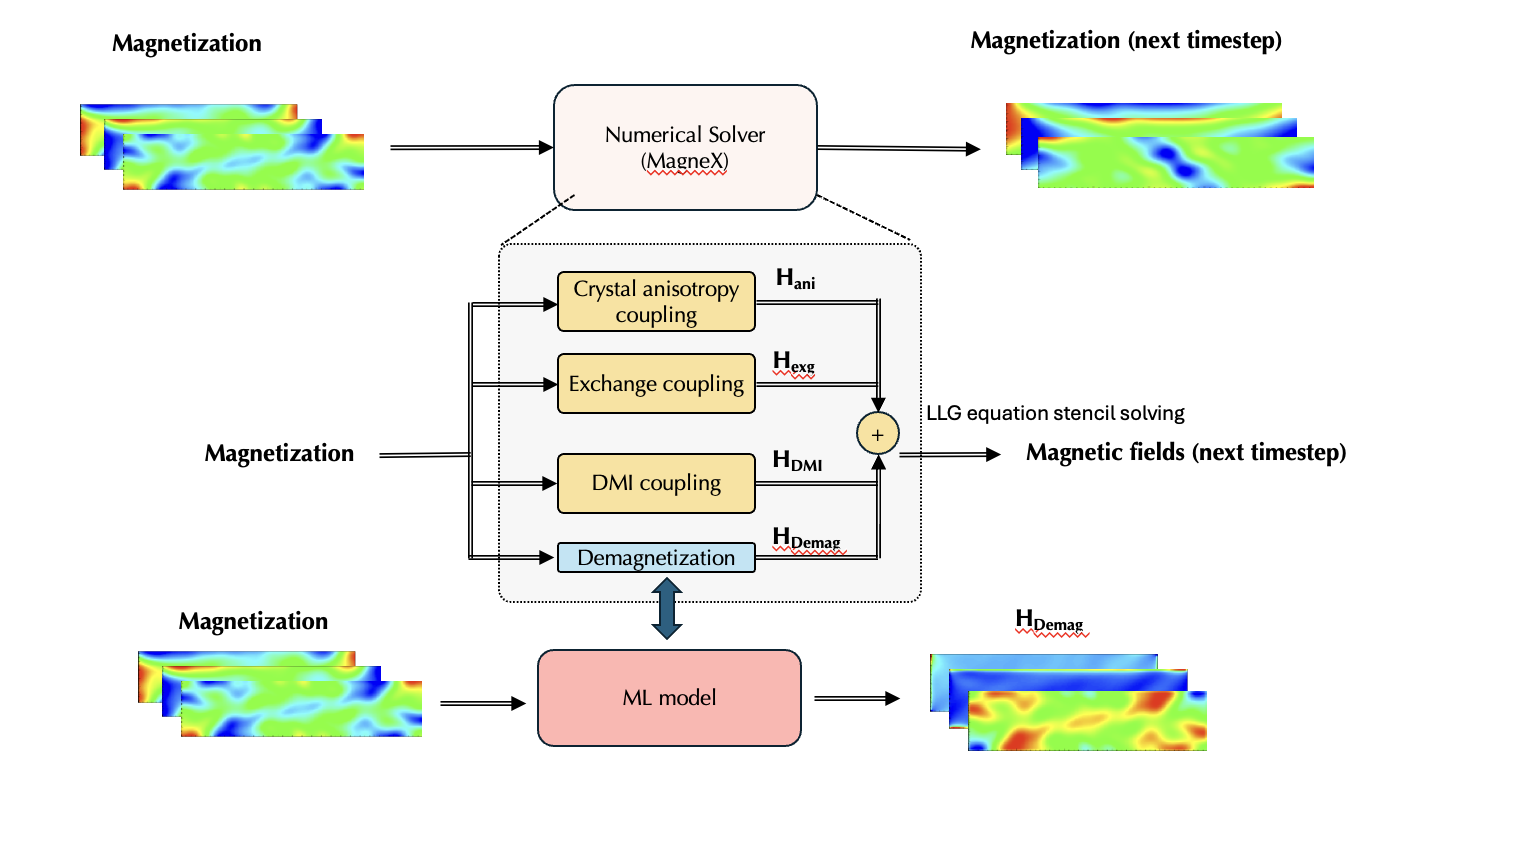 Magnetization
Magnetization (next timestep)
Numerical Solver
(MagneX)
Crystal anisotropy
coupling
Hani
Exchange coupling
Hexg
LLG equation stencil solving
+
Magnetization
Magnetic fields (next timestep)
DMI coupling
HDMI
Demagnetization
HDemag
Magnetization
HDemag
ML model